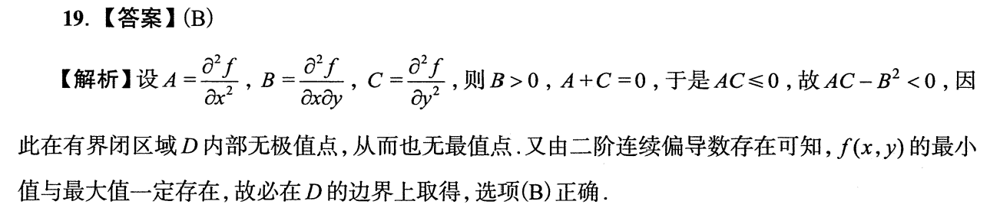 19.【答案】(B)
【解析】设 $A=\frac{\partial^2 f}{\partial x^2}$, $B=\frac{\partial^2 f}{\partial x\partial y}$, $C=\frac{\partial^2 f}{\partial y^2}$,则 $B>0$, $A+C=0$,于是 $AC\leqslant 0$,故 $AC-B^2<0$,因
此在有界闭区域 $D$ 内部无极值点,从而也无最值点.又由二阶连续偏导数存在可知,$f(x,y)$ 的最小
值与最大值一定存在,故必在 $D$ 的边界上取得,选项(B)正确.